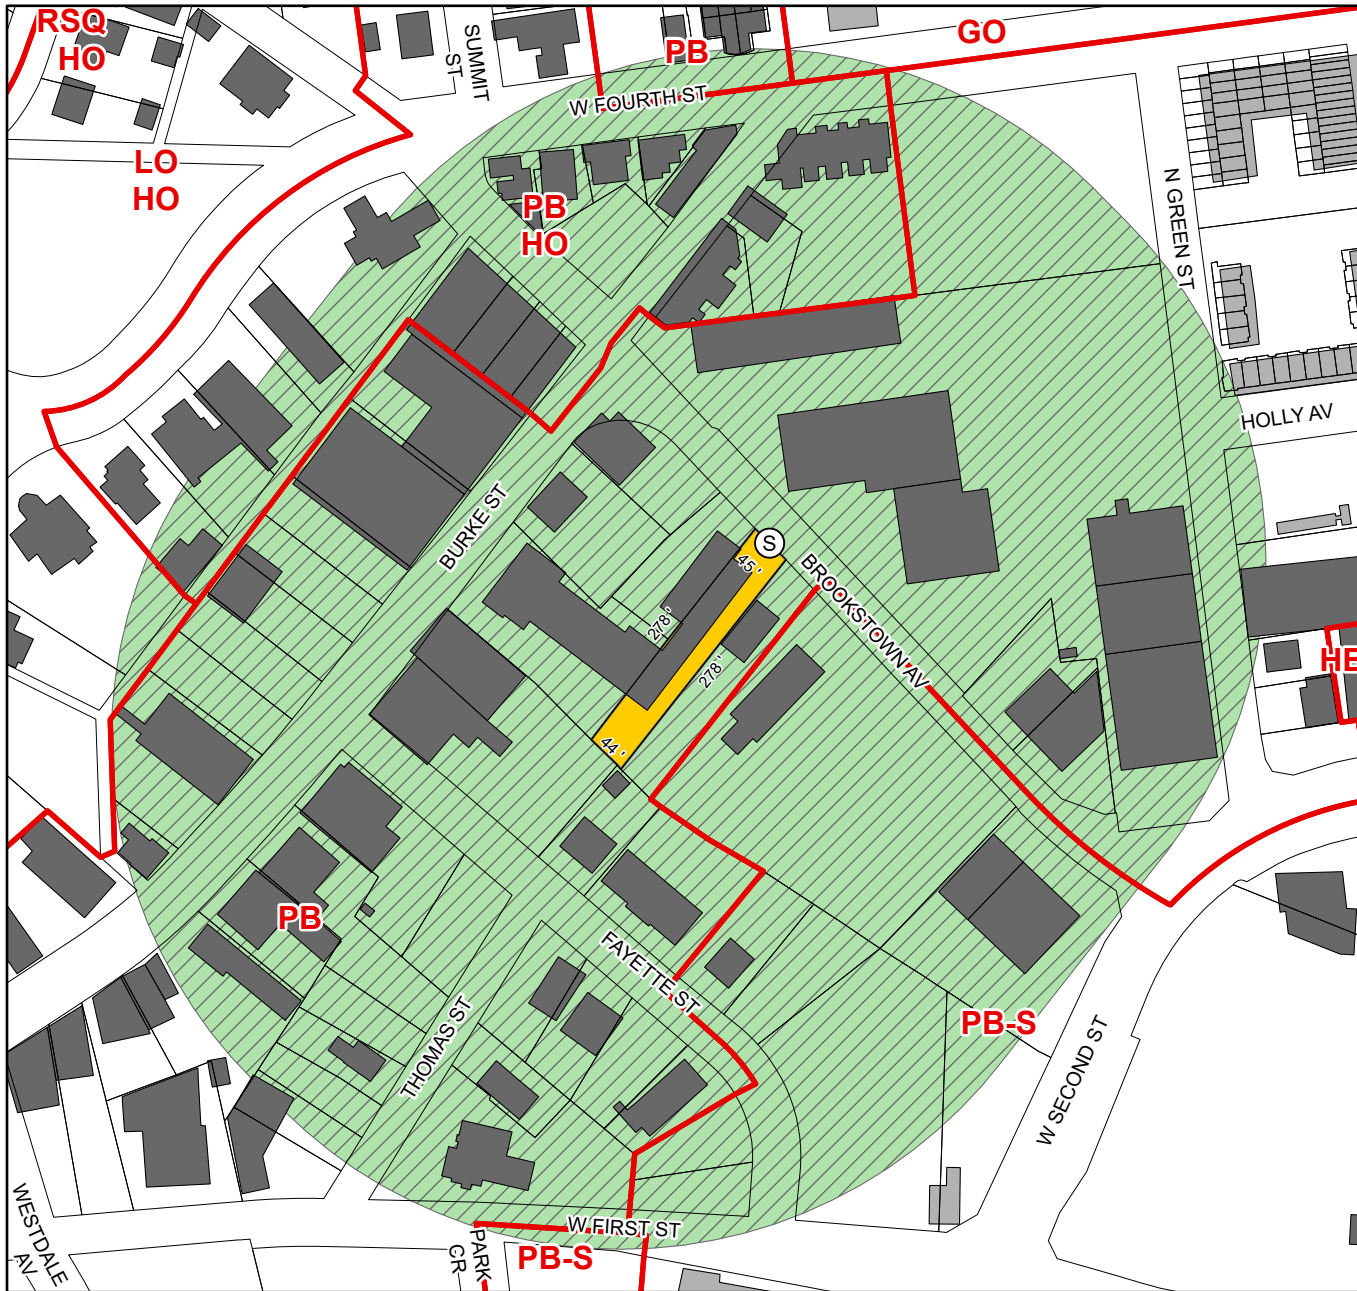 RSQ
HO
SUMMIT
ST
PB
GO
W FOURTH ST
LO
HO
PB
HO
N GREEN ST
HOLLY AV
BURKE ST
S
45 '
BROOKSTOWN AV
278 '
278 '
HB
44 '
PB
FAYETTE ST
THOMAS ST
PB-S
W SECOND ST
WESTDALE
AV
PARK
CR
W FIRST ST
PB-S